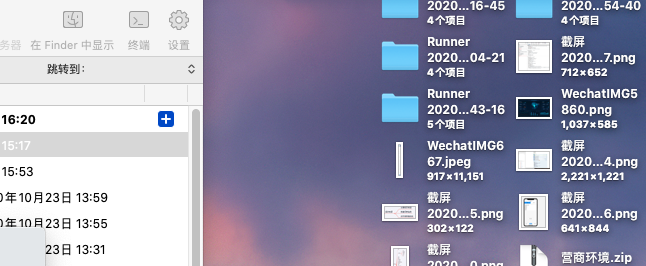 务器
在 Finder 中显示
终端
设置
跳转到:
16:20
15:17
15:53
年10月23日 13:59
年10月23日 13:55
23日 13:31
...16-45
4个项目
...54-40
4个项目
Runner
...04-21
4个项目
截屏
2020...7.png
712×652
Runner
...43-16
5个项目
WechatIMG5
860.png
1,037×585
WechatIMG6
67.jpeg
917×11,151
截屏
2020...4.png
2,221×1,221
截屏
2020...5.png
302×122
截屏
2020...6.png
641×844
截屏
2020...0.png
营商环境.zip